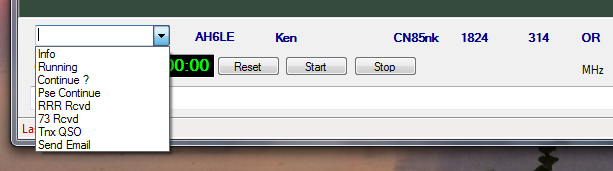 AH6LE Ken CN85nk 1824 314 OR
Info
Running
Continue ?
Pse Continue
RRR Rcvd
73 Rcvd
Tnx QSO
Send Email
00:00 Reset Start Stop MHz